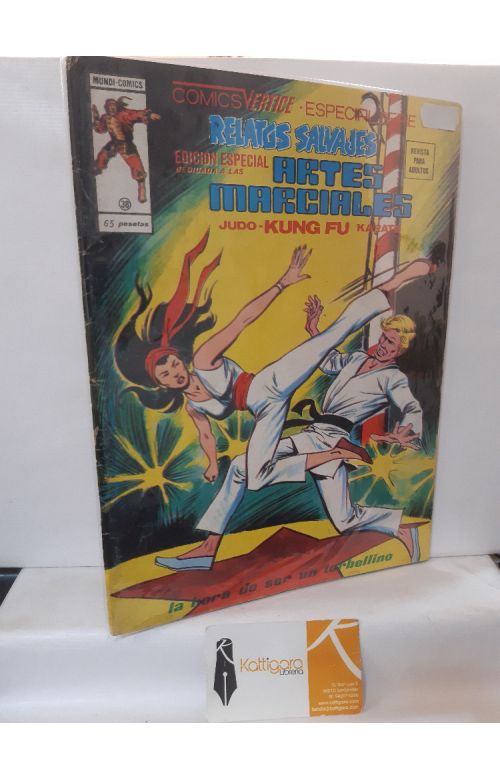 MUNDI-COMICS
38
65 pesetas
COMICS VERTICE · ESPECIAL
RELATOS SALVAJES
REVISTA
PARA
ADULTOS
EDICION ESPECIAL
DEDICADA A LAS
ARTES
MARCIALES
JUDO - KUNG FU KARATE
la hora de ser un torbellino
Kattigara
Librería